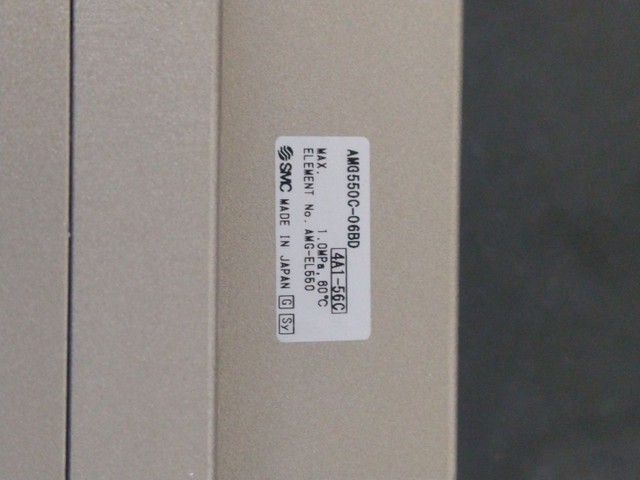 AMG550C-06BD
4A1-56C
MAX. 1.0MPa, 60°C
ELEMENT No. AMG-EL550
SMC MADE IN JAPAN G Sy